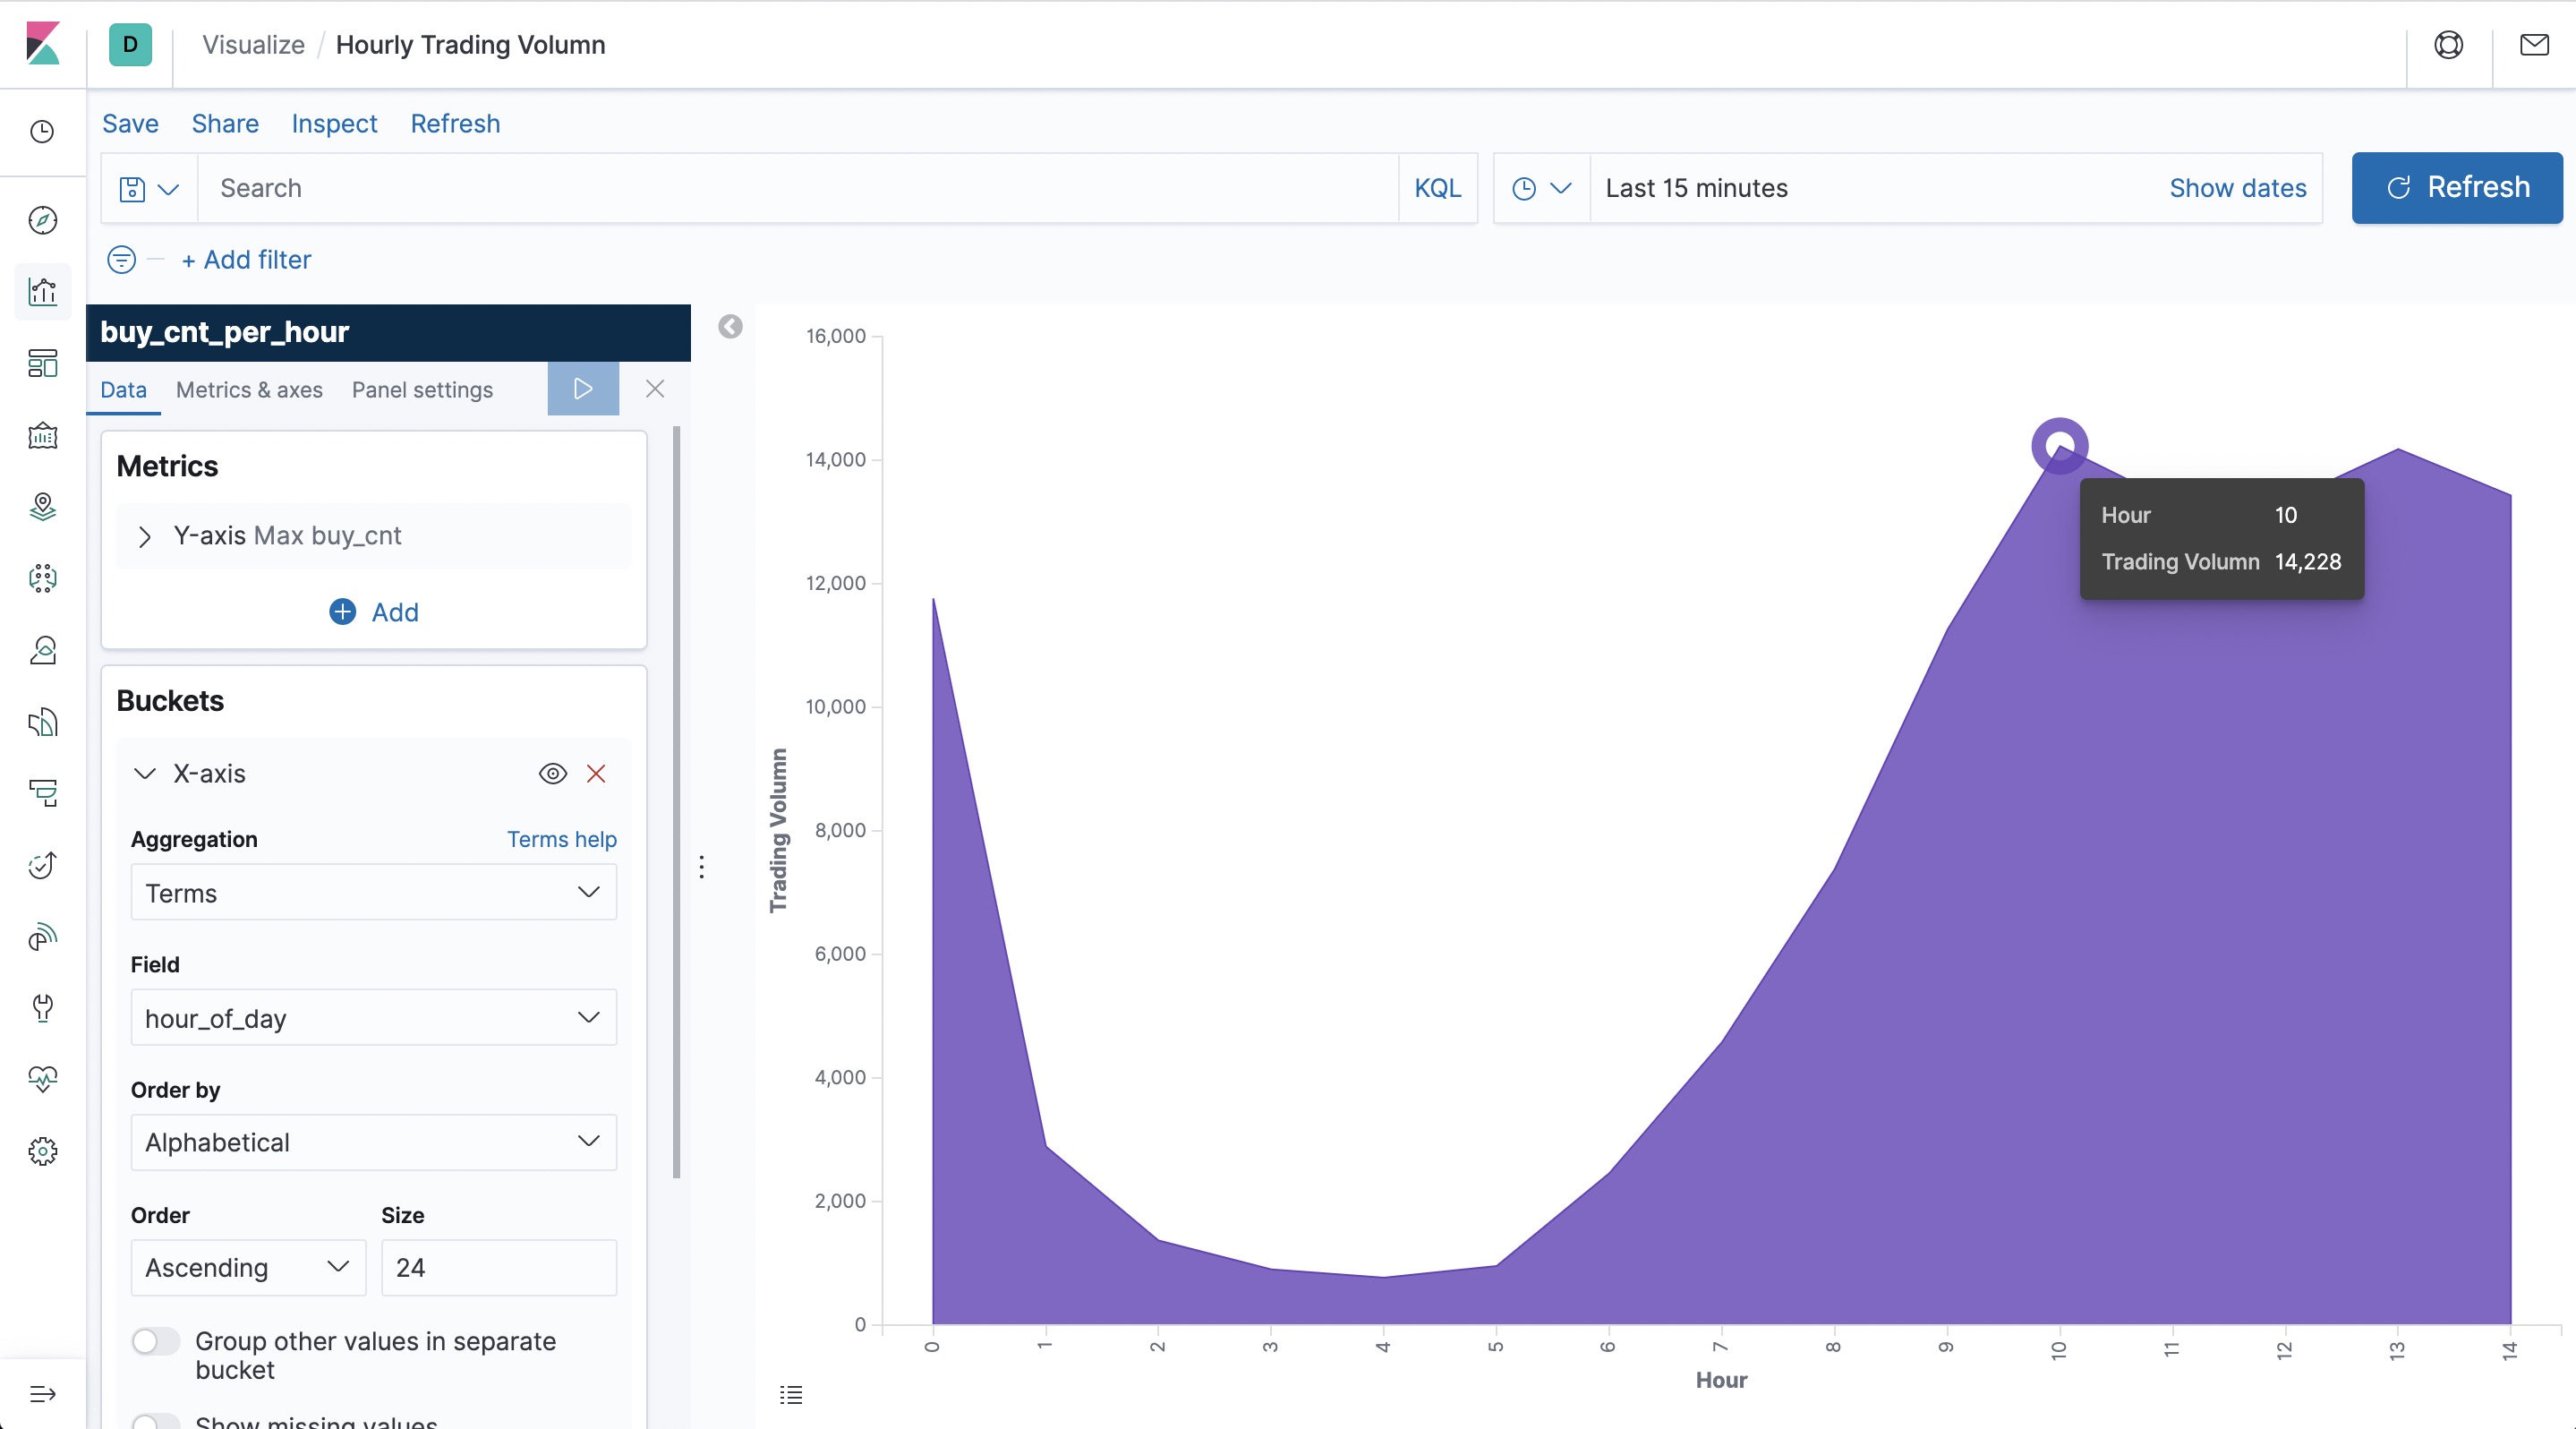 D
Visualize / Hourly Trading Volumn
Save Share Inspect Refresh
Search KQL
Last 15 minutes Show dates
Refresh
+ Add filter
buy_cnt_per_hour
Data Metrics & axes Panel settings
Metrics
Y-axis Max buy_cnt
Add
Buckets
X-axis
Aggregation Terms help
Terms
Field
hour_of_day
Order by
Alphabetical
Order Size
Ascending 24
Group other values in separate
bucket
Show missing values
16,000
14,000
12,000
10,000
8,000
6,000
4,000
2,000
0
Trading Volumn
Hour 10
Trading Volumn 14,228
0 1 2 3 4 5 6 7 8 9 10 11 12 13 14
Hour